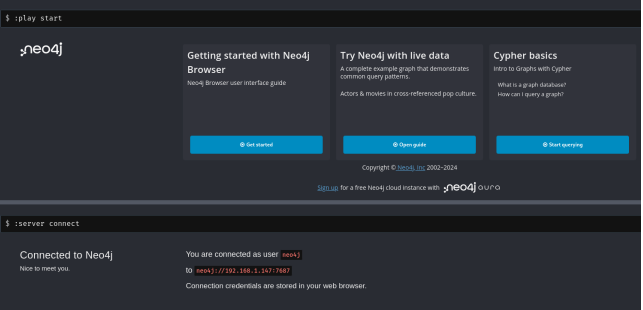 $ :play start
:neo4j
Getting started with Neo4j
Browser
Neo4j Browser user interface guide
Get started
Try Neo4j with live data
A complete example graph that demonstrates
common query patterns.
Actors & movies in cross-referenced pop culture.
Open guide
Cypher basics
Intro to Graphs with Cypher
What is a graph database?
How can I query a graph?
Start querying
Copyright © Neo4j, Inc 2002–2024
Sign up for a free Neo4j cloud instance with :neo4j aura
$ :server connect
Connected to Neo4j
Nice to meet you.
You are connected as user neo4j
to neo4j://192.168.1.147:7687
Connection credentials are stored in your web browser.